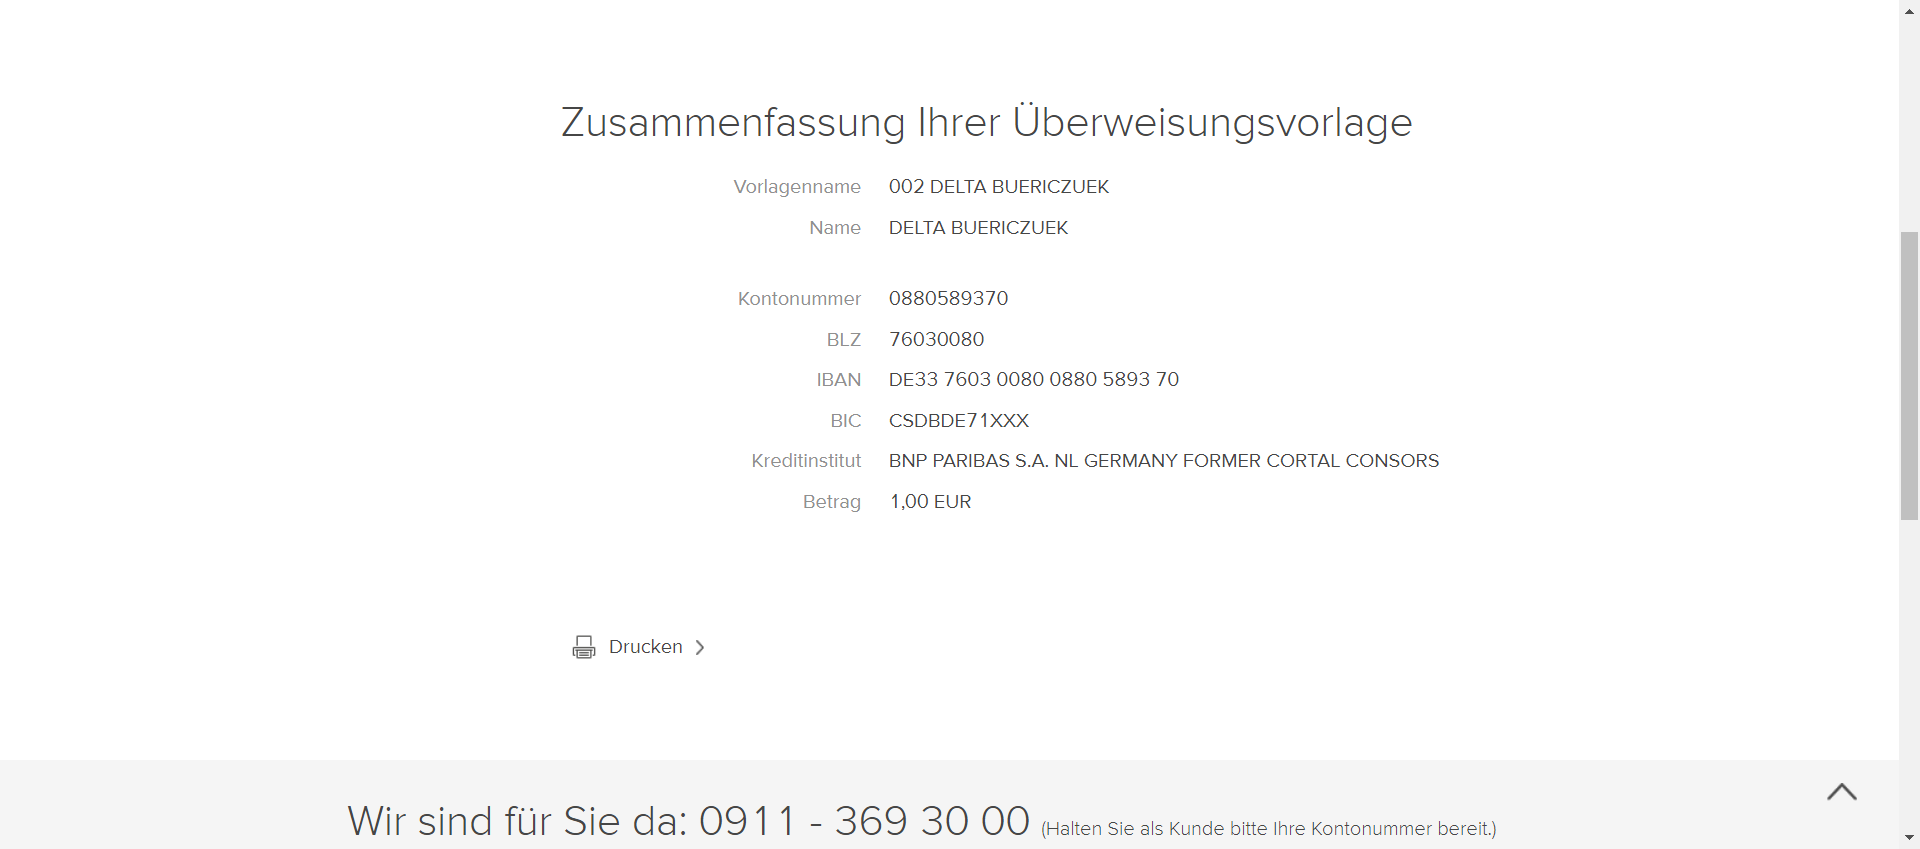 Zusammenfassung Ihrer Überweisungsvorlage
Vorlagenname 002 DELTA BUERICZUEK
Name DELTA BUERICZUEK
Kontonummer 0880589370
BLZ 76030080
IBAN DE33 7603 0080 0880 5893 70
BIC CSDBDE71XXX
Kreditinstitut BNP PARIBAS S.A. NL GERMANY FORMER CORTAL CONSORS
Betrag 1,00 EUR
Drucken
Wir sind für Sie da: 0911 - 369 30 00 (Halten Sie als Kunde bitte Ihre Kontonummer bereit.)